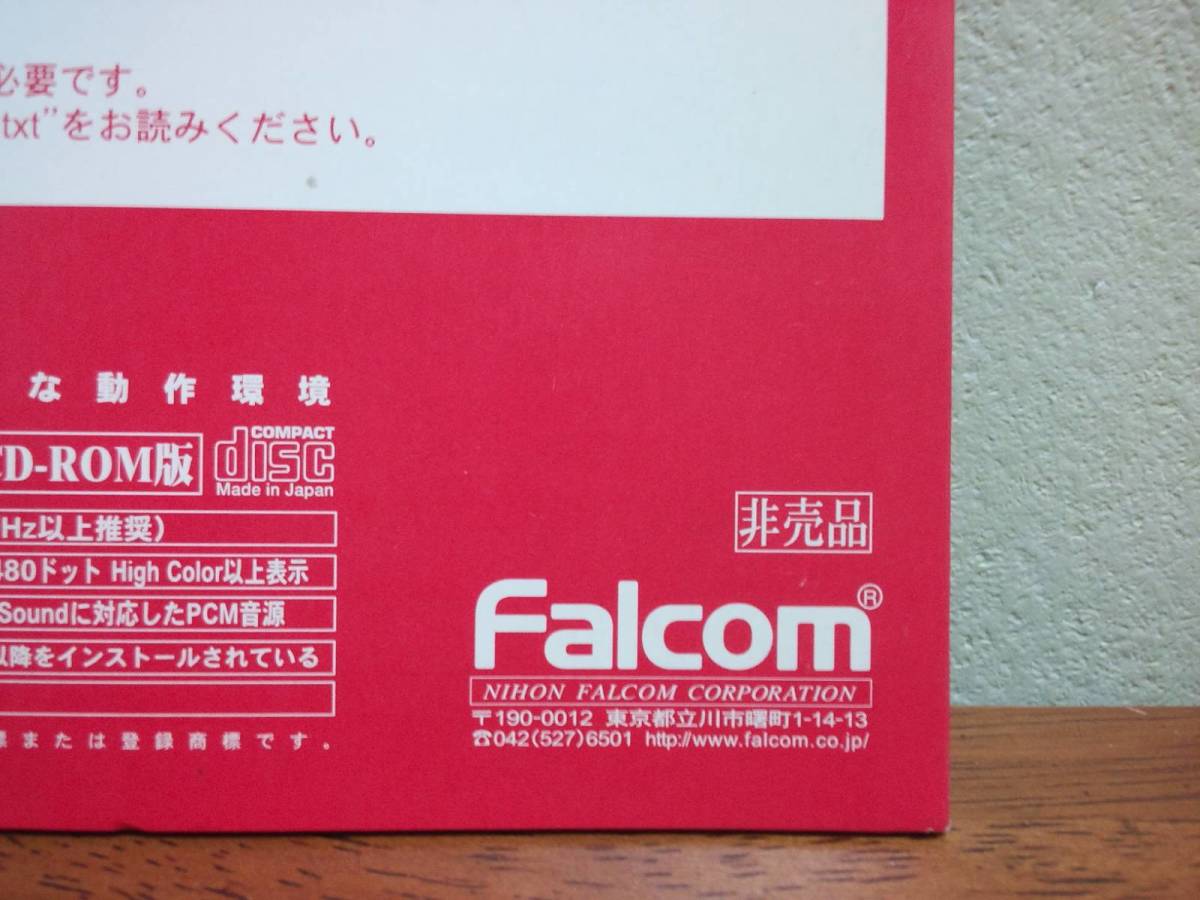 必要です。
txt”をお読みください。
な動作環境
CD-ROM版
COMPACT
disc
Made in Japan
Hz以上推奨）
480ドット High Color以上表示
Soundに対応したPCM音源
以降をインストールされている
標または登録商標です。
非売品
Falcom®
NIHON FALCOM CORPORATION
〒190-0012 東京都立川市曙町1-14-13
☎042(527)6501 http://www.falcom.co.jp/